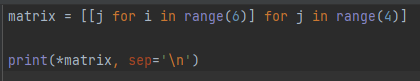 matrix = [[j for i in range(6)] for j in range(4)]
print(*matrix, sep='\n')